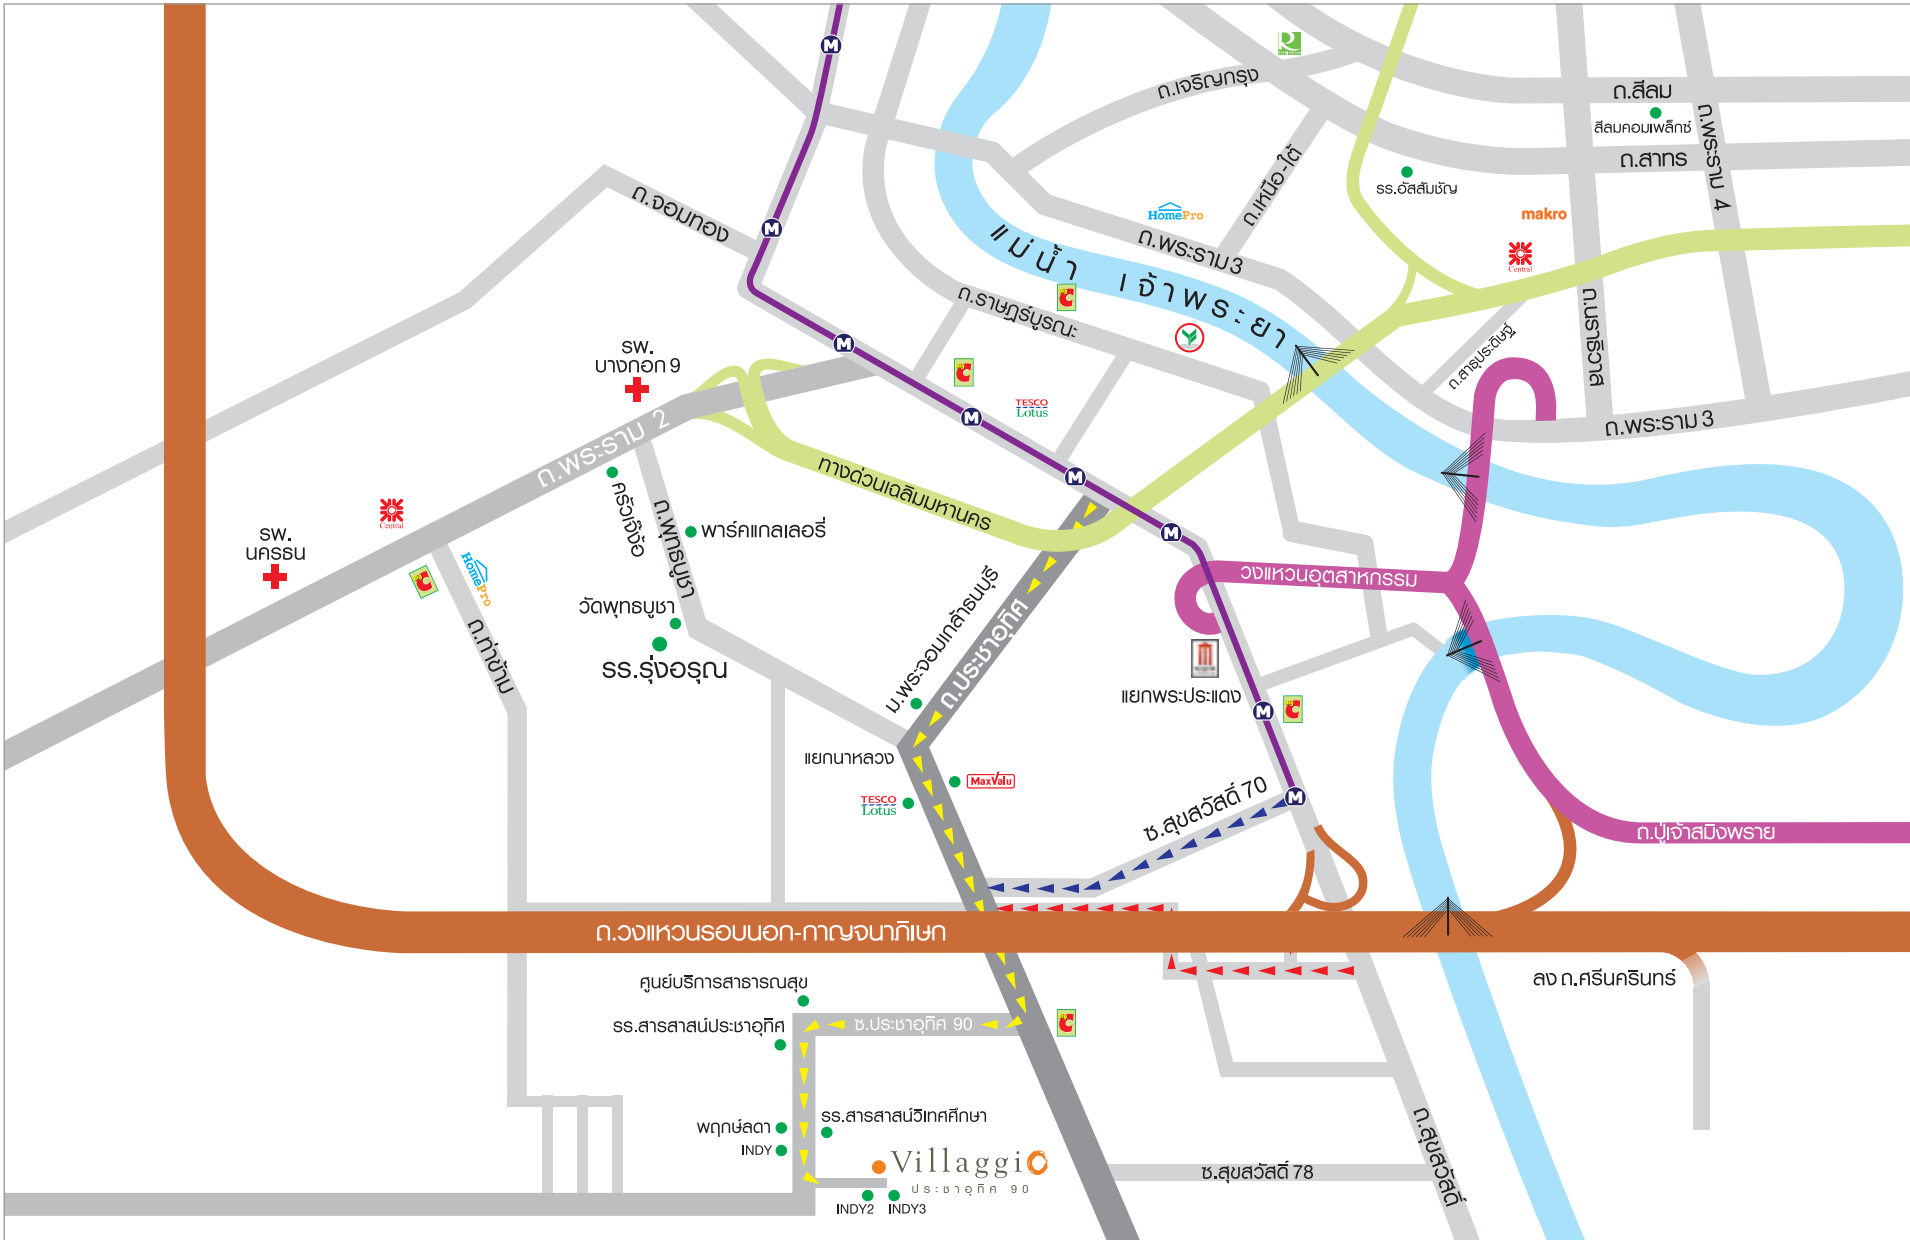 ถ.เจริญกรุง
ถ.สีลม
สีลมคอมเพล็กซ์
ถ.พระราม 4
ถ.สาทร
รร.อัสสัมชัญ
ถ.เหนือ-ใต้
ถ.จอมทอง
HomePro
makro
ถ.พระราม 3
Central
แม่น้ำ เจ้าพระยา
ถ.ราษฎร์บูรณะ
ถ.นราธิวาส
ถ.สาธุประดิษฐ์
รพ.
บางกอก 9
TESCO
Lotus
ถ.พระราม 3
ถ.พระราม 2
ทางด่วนเฉลิมมหานคร
ครัวเจ๊ง้อ
ถ.พุทธบูชา
พาร์คแกลเลอรี่
Central
รพ.
นครธน
HomePro
วงแหวนอุตสาหกรรม
วัดพุทธบูชา
รร.รุ่งอรุณ
ถ.ท่าข้าม
ม.พระจอมเกล้าธนบุรี
ถ.ประชาอุทิศ
แยกพระประแดง
แยกนาหลวง
MaxValu
TESCO
Lotus
ซ.สุขสวัสดิ์ 70
ถ.ปู่เจ้าสมิงพราย
ถ.วงแหวนรอบนอก-กาญจนาภิเษก
ลง ถ.ศรีนครินทร์
ศูนย์บริการสาธารณสุข
รร.สารสาสน์ประชาอุทิศ
ซ.ประชาอุทิศ 90
พฤกษ์ลดา
INDY
รร.สารสาสน์วิเทศศึกษา
Villaggio
ประชาอุทิศ 90
INDY2
INDY3
ซ.สุขสวัสดิ์ 78
ถ.สุขสวัสดิ์
M
M
M
M
M
M
M
M